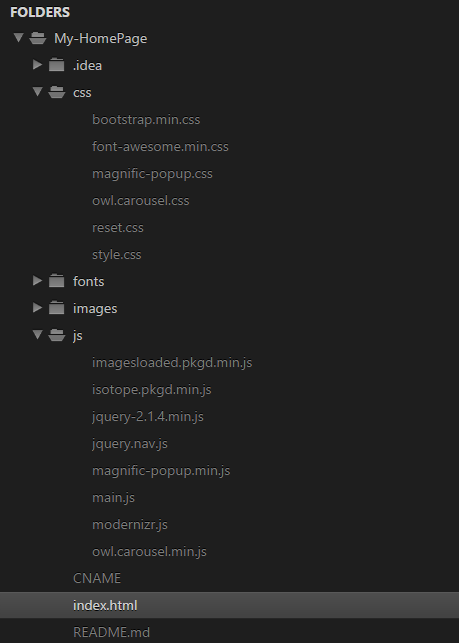 FOLDERS
My-HomePage
.idea
css
bootstrap.min.css
font-awesome.min.css
magnific-popup.css
owl.carousel.css
reset.css
style.css
fonts
images
js
imagesloaded.pkgd.min.js
isotope.pkgd.min.js
jquery-2.1.4.min.js
jquery.nav.js
magnific-popup.min.js
main.js
modernizr.js
owl.carousel.min.js
CNAME
index.html
README.md